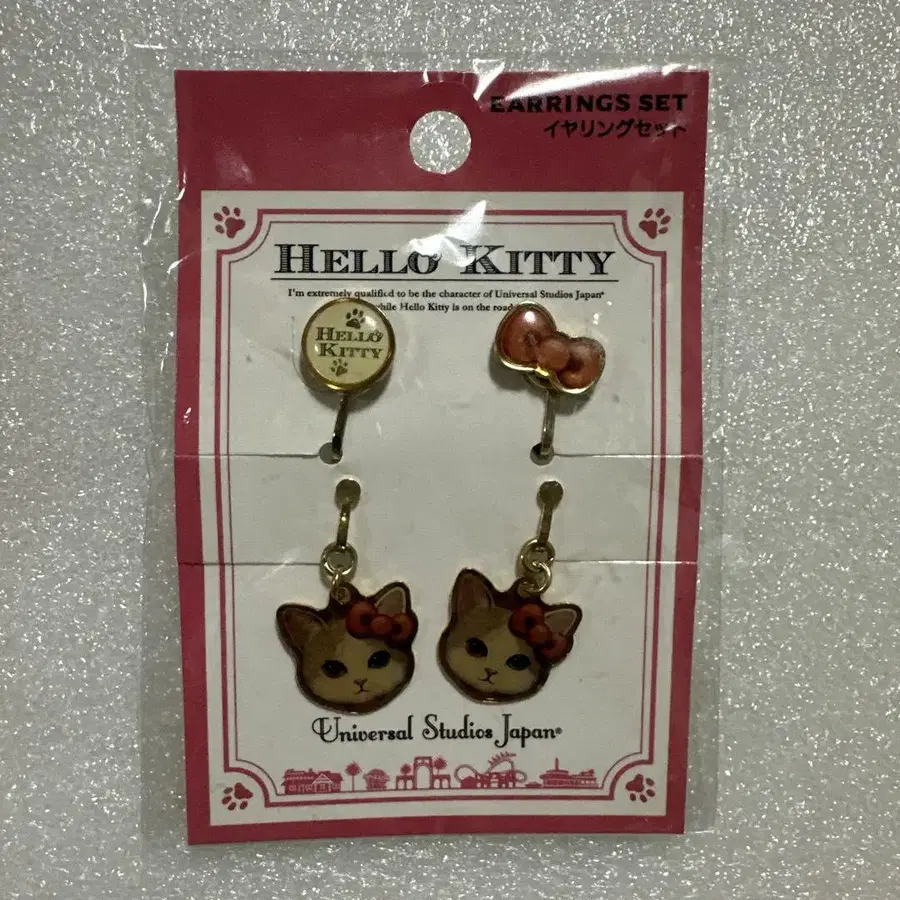 EARRINGS SET
イヤリングセット
HELLO KITTY
I'm extremely qualified to be the character of Universal Studios Japan®
while Hello Kitty is on the road
HELLO
KITTY
Universal Studios Japan®